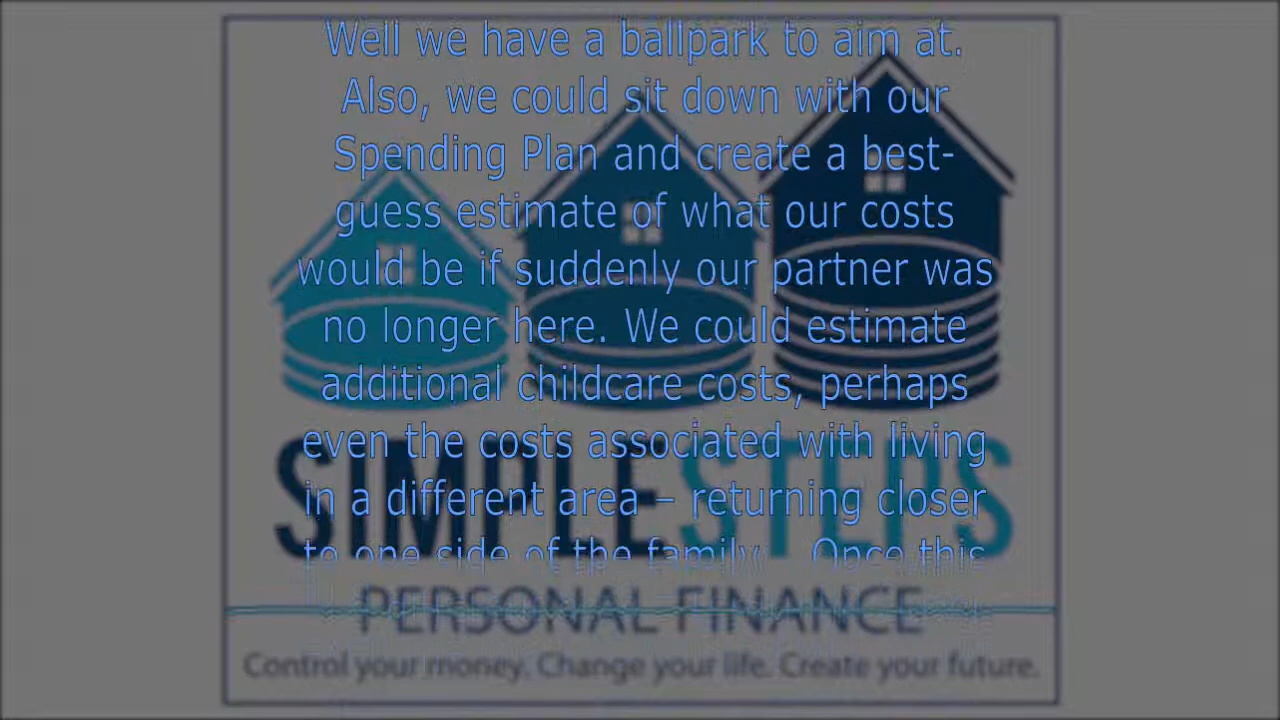 Well we have a ballpark to aim at.
Also, we could sit down with our
Spending Plan and create a best-
guess estimate of what our costs
would be if suddenly our partner was
no longer here. We could estimate
additional childcare costs, perhaps
even the costs associated with living
in a different area – returning closer
to one side of the family. Once this
SIMPLESTEPS
PERSONAL FINANCE
Control your money. Change your life. Create your future.